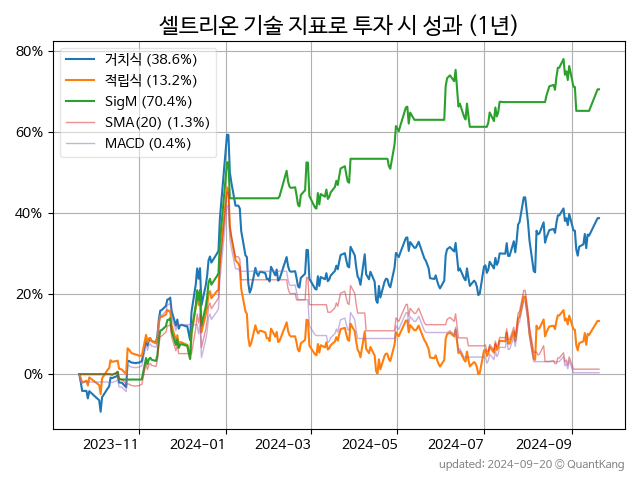 셀트리온 기술 지표로 투자 시 성과 (1년)
80%
60%
40%
20%
0%
거치식 (38.6%)
적립식 (13.2%)
SigM (70.4%)
SMA(20) (1.3%)
MACD (0.4%)
2023-11
2024-01
2024-03
2024-05
2024-07
2024-09
updated: 2024-09-20 © QuantKang